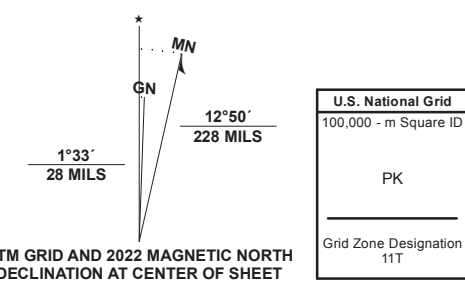 ★
MN
GN
12°50´
228 MILS
1°33´
28 MILS
TM GRID AND 2022 MAGNETIC NORTH
DECLINATION AT CENTER OF SHEET
U.S. National Grid
100,000 - m Square ID
PK
Grid Zone Designation
11T